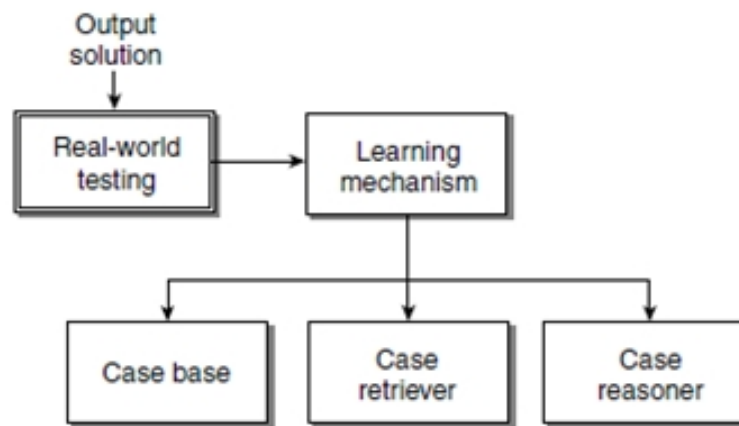 Output
solution
Real-world
testing
Learning
mechanism
Case base
Case
retriever
Case
reasoner